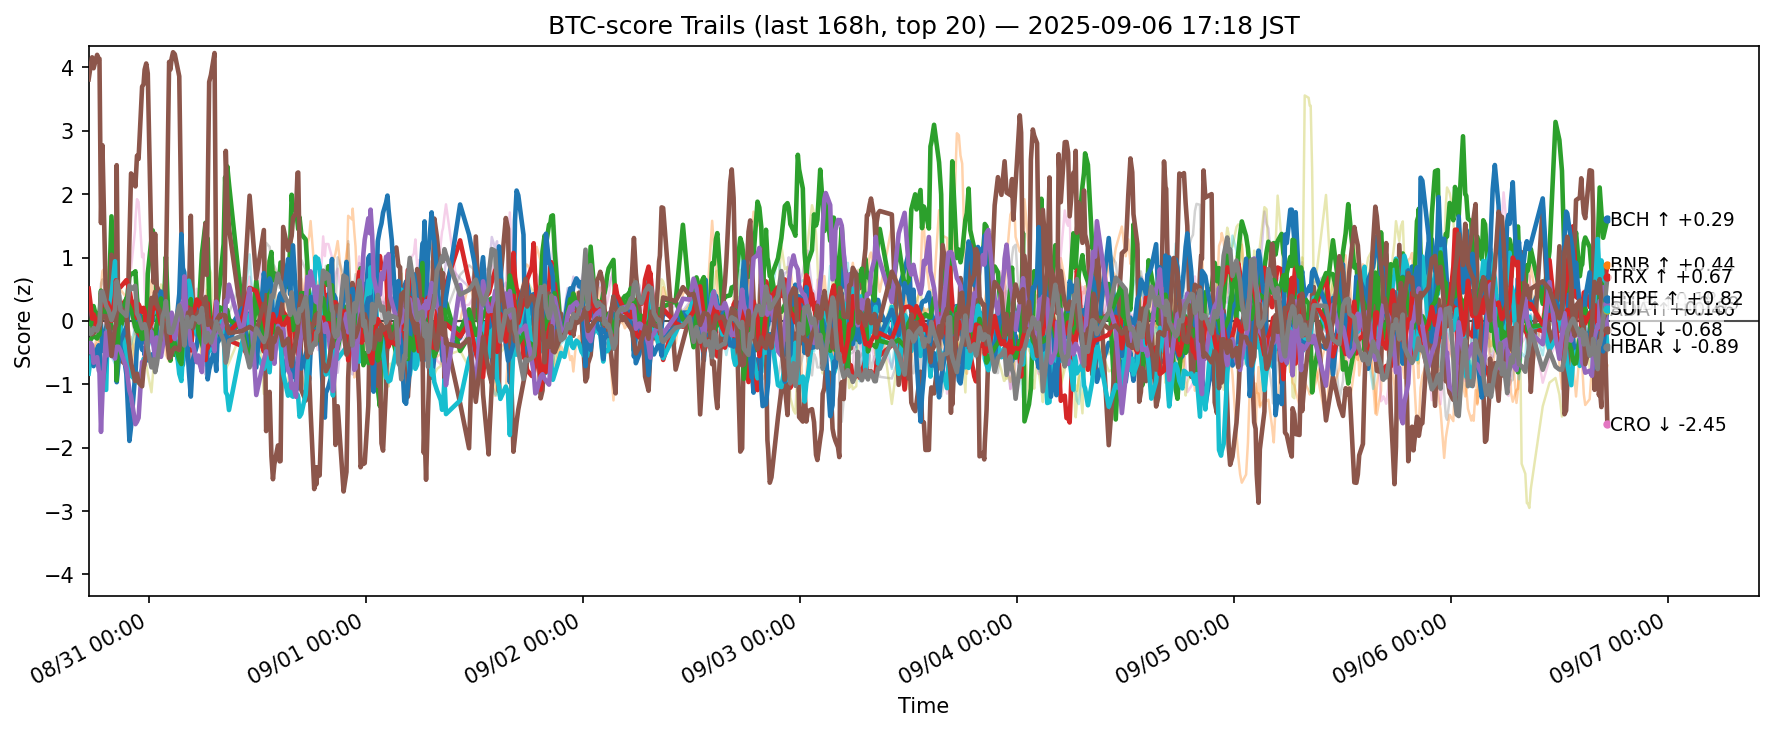 BTC-score Trails (last 168h, top 20) — 2025-09-06 17:18 JST
Score (z)
4
3
2
1
0
−1
−2
−3
−4
BCH ↑ +0.29
BNB ↑ +0.44
TRX ↑ +0.67
HYPE ↑ +0.82
SOL ↓ -0.68
HBAR ↓ -0.89
CRO ↓ -2.45
08/31 00:00
09/01 00:00
09/02 00:00
09/03 00:00
09/04 00:00
09/05 00:00
09/06 00:00
09/07 00:00
Time